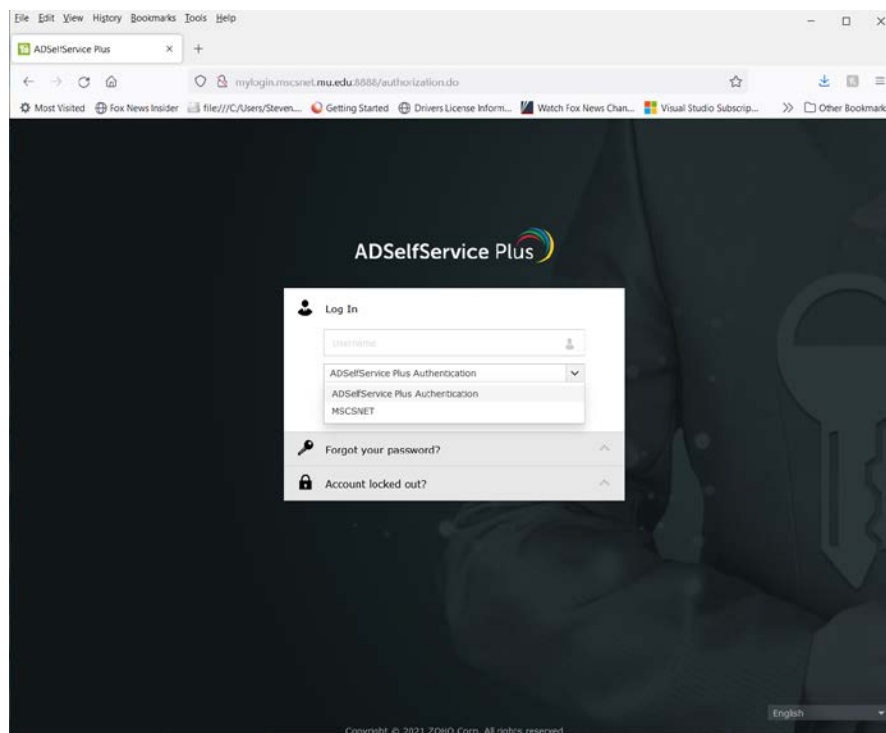 File Edit View History Bookmarks Tools Help
ADSelfService Plus
mylogin.mscsnet.mu.edu:8888/authorization.do
Most Visited Fox News Insider file:///C:/Users/Steven... Getting Started Drivers License Inform... Watch Fox News Chan... Visual Studio Subscrip... Other Bookmark
ADSelfService Plus
Log In
username
ADSelfService Plus Authentication
ADSelfService Plus Authentication
MSCSNET
Forgot your password?
Account locked out?
English
Copyright © 2021 ZOHO Corp. All rights reserved